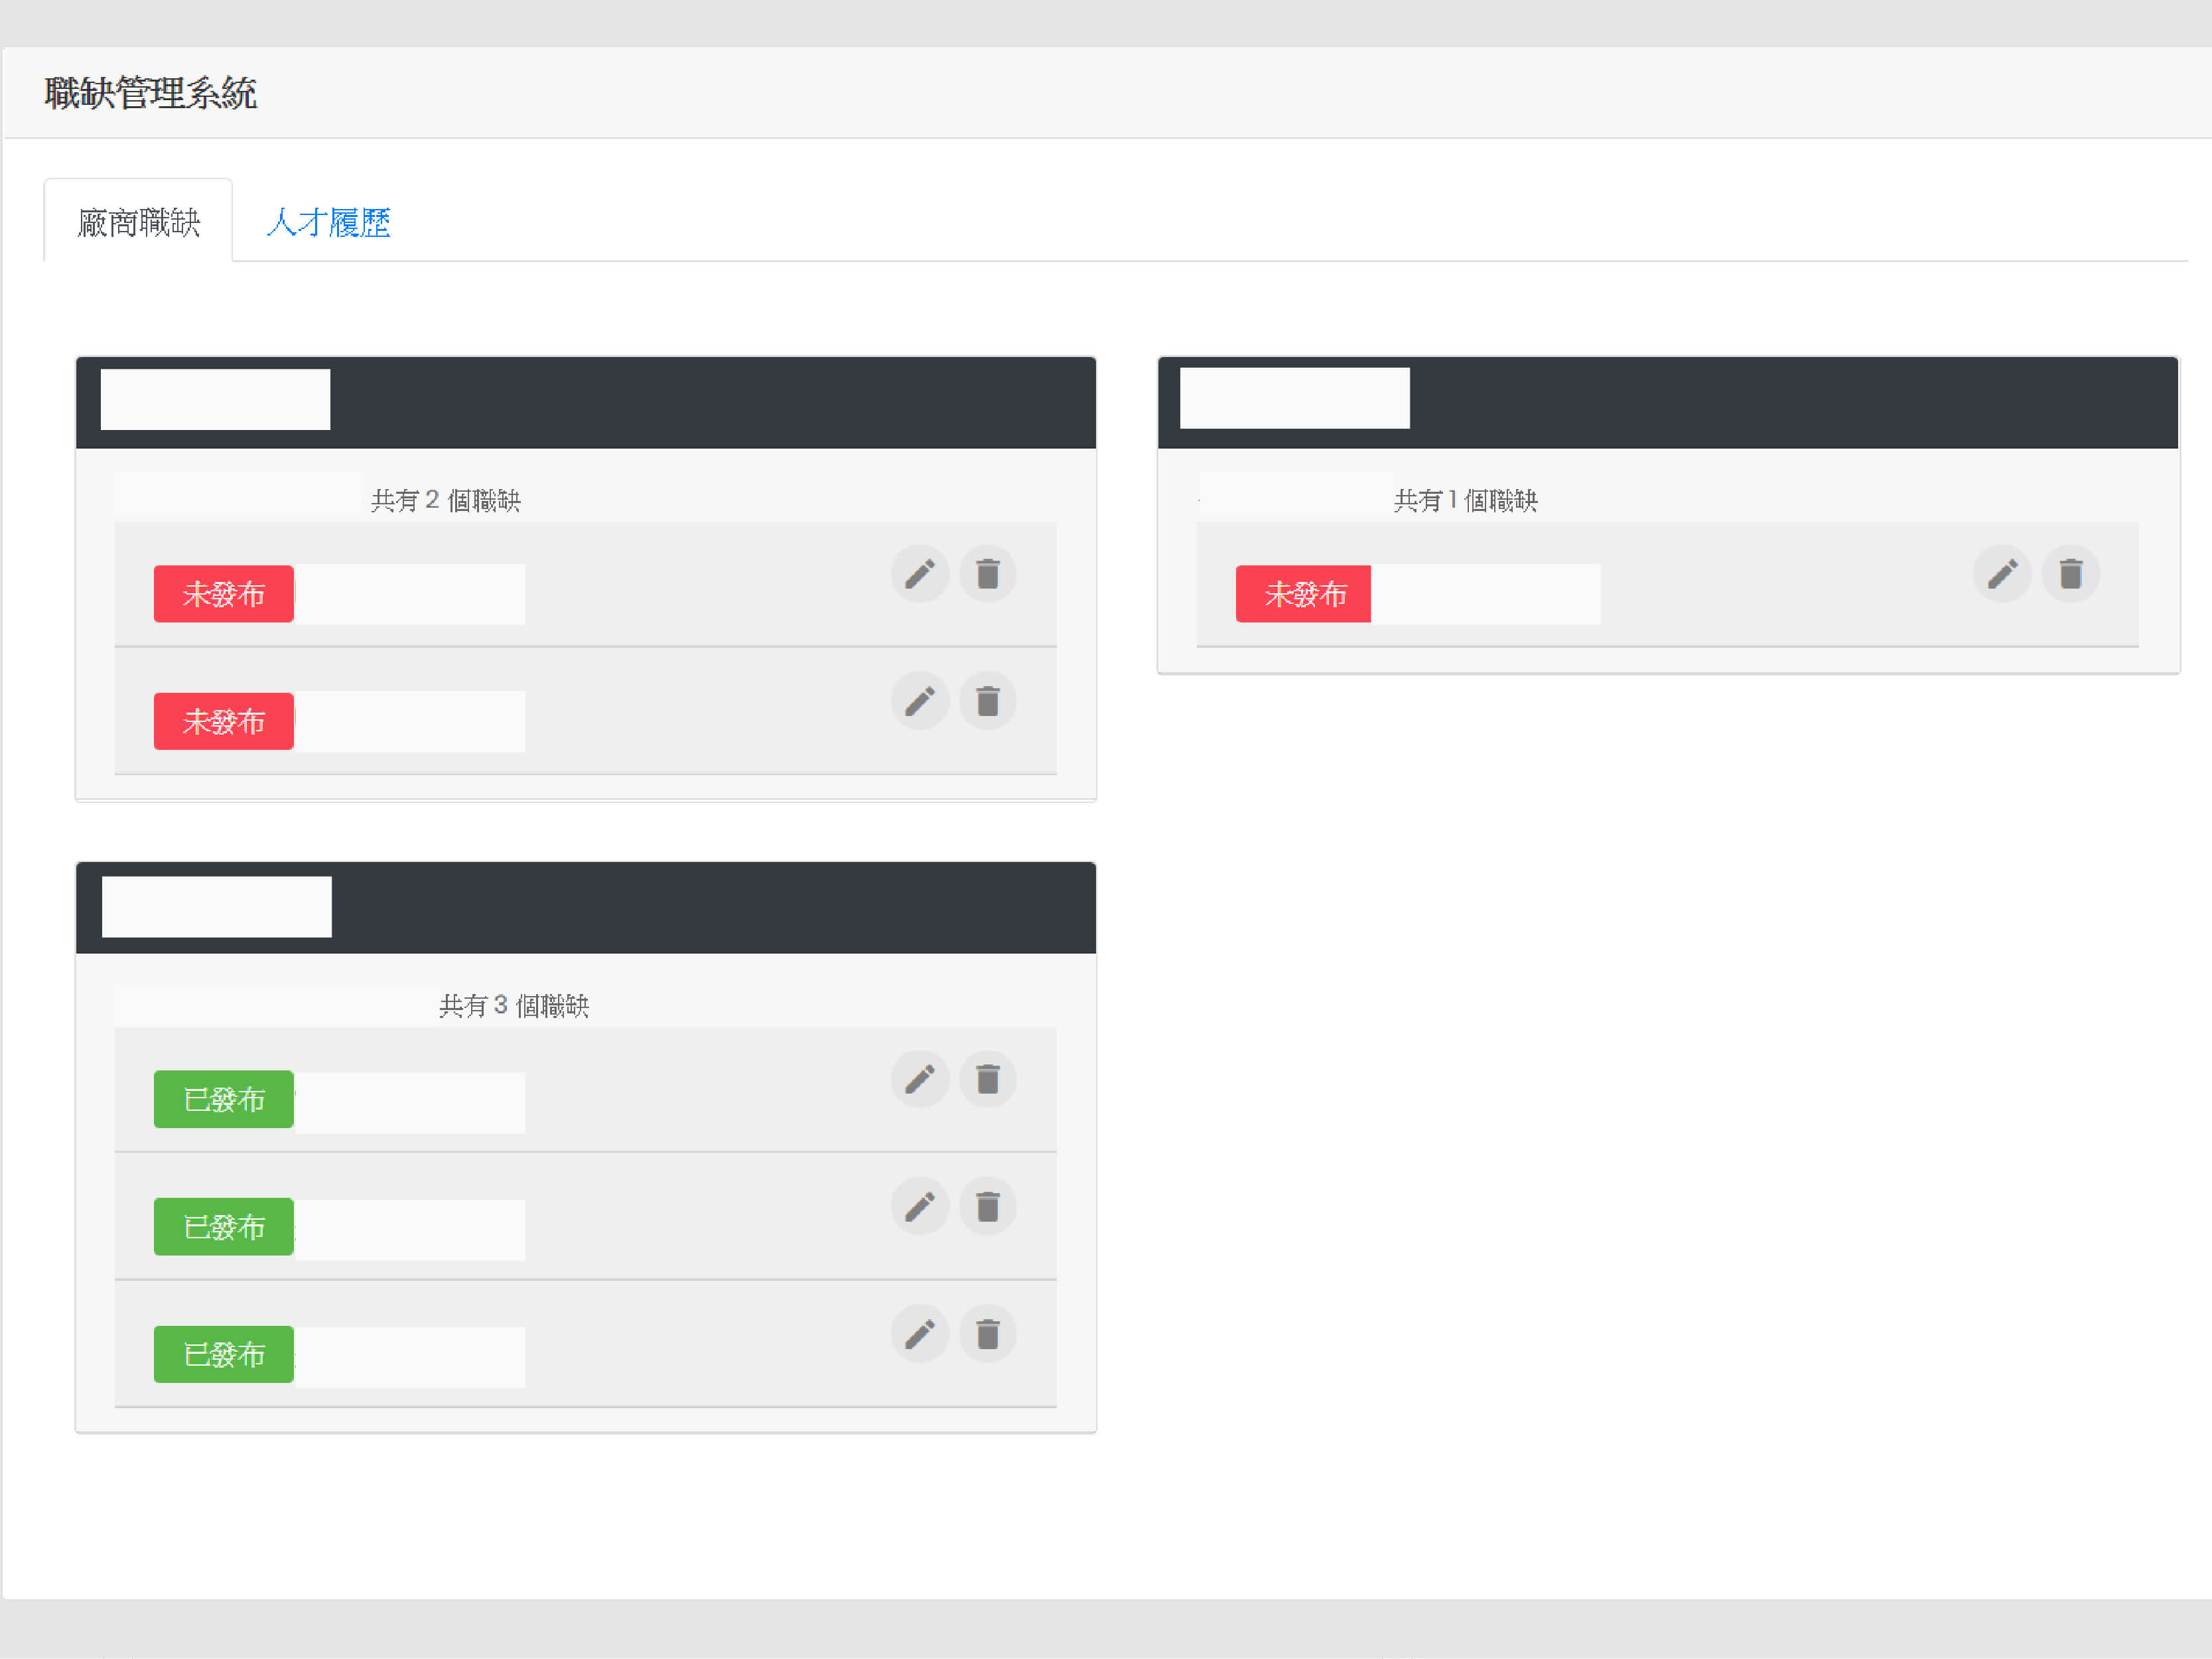 職缺管理系統
廠商職缺
人才履歷
共有 2 個職缺
未發布
未發布
共有 1 個職缺
未發布
共有 3 個職缺
已發布
已發布
已發布